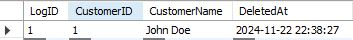 LogID CustomerID CustomerName DeletedAt
1 1 John Doe 2024-11-22 22:38:27